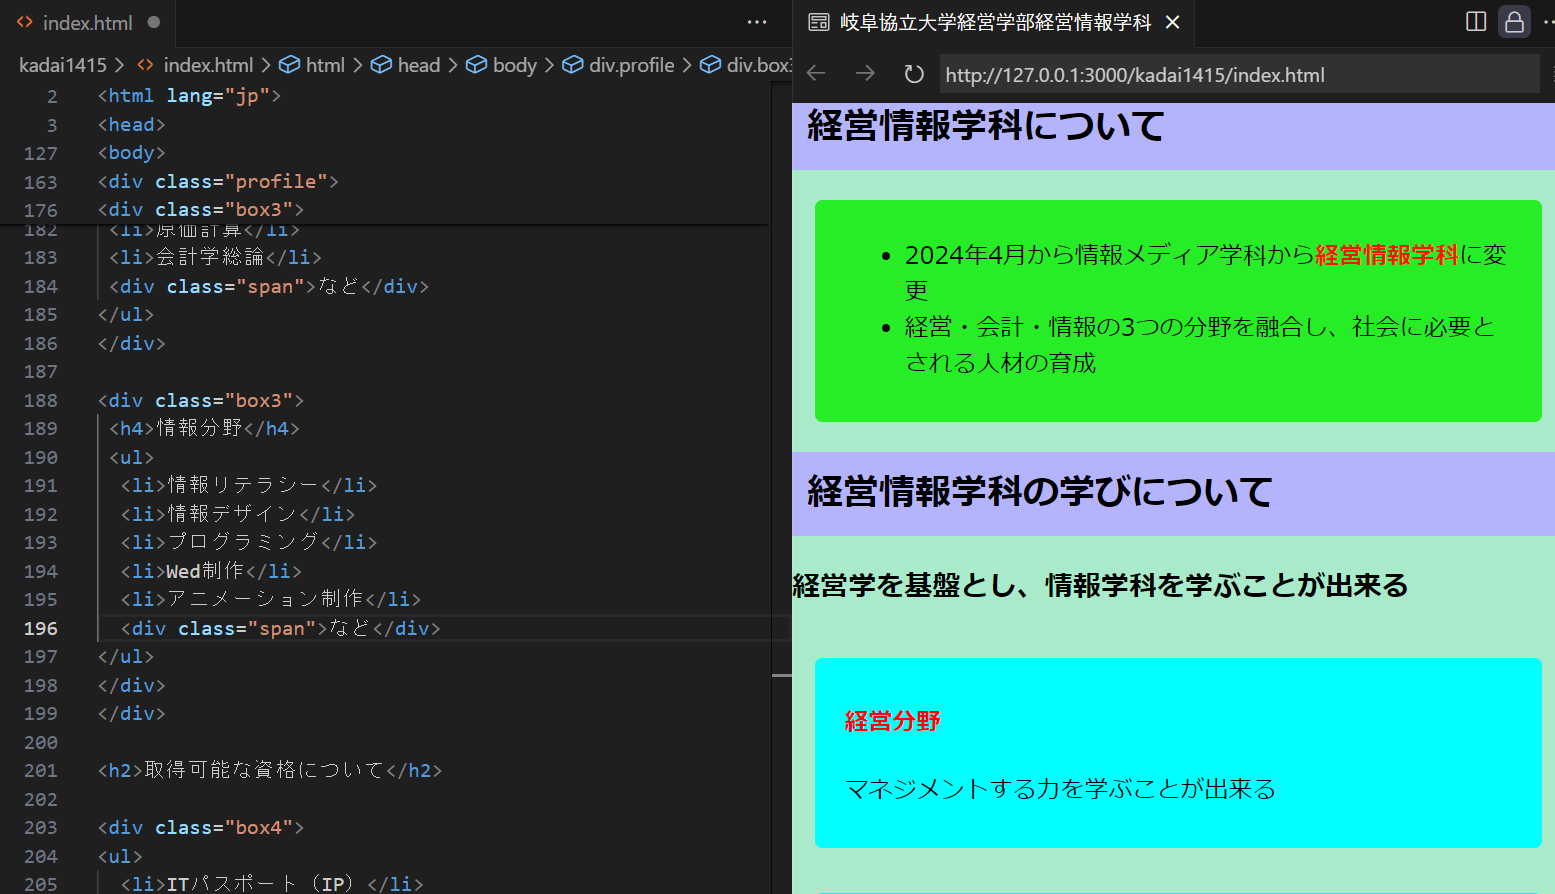 index.html
kadai1415 > index.html > html > head > body > div.profile > div.box3
2 <html lang="jp">
3 <head>
127 <body>
163 <div class="profile">
176 <div class="box3">
182 <li>原価計算</li>
183 <li>会計学総論</li>
184 <div class="span">など</div>
185 </ul>
186 </div>
187
188 <div class="box3">
189 <h4>情報分野</h4>
190 <ul>
191 <li>情報リテラシー</li>
192 <li>情報デザイン</li>
193 <li>プログラミング</li>
194 <li>Wed制作</li>
195 <li>アニメーション制作</li>
196 <div class="span">など</div>
197 </ul>
198 </div>
199 </div>
200
201 <h2>取得可能な資格について</h2>
202
203 <div class="box4">
204 <ul>
205 <li>ITパスポート（IP）</li>
岐阜協立大学経営学部経営情報学科
http://127.0.0.1:3000/kadai1415/index.html
経営情報学科について
• 2024年4月から情報メディア学科から経営情報学科に変
更
• 経営・会計・情報の3つの分野を融合し、社会に必要と
される人材の育成
経営情報学科の学びについて
経営学を基盤とし、情報学科を学ぶことが出来る
経営分野
マネジメントする力を学ぶことが出来る